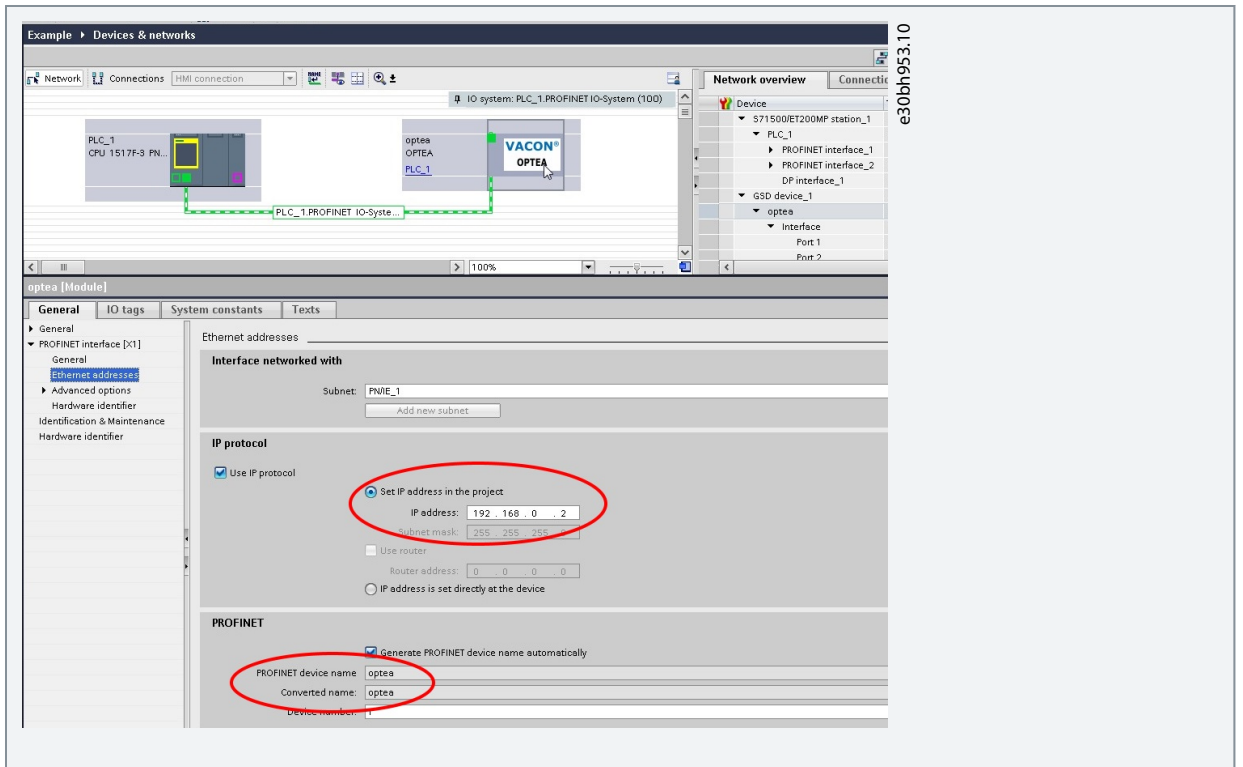 Example ▸ Devices & networks
e30bh953.10
Network Connections HMI connection
Network overview Connectio
IO system: PLC_1.PROFINET IO-System (100)
Device
S71500/ET200MP station_1
PLC_1
PROFINET interface_1
PROFINET interface_2
DP interface_1
GSD device_1
optea
Interface
Port 1
Port 2
PLC_1
CPU 1517F-3 PN...
optea
OPTEA
PLC_1
VACON®
OPTEA
PLC_1.PROFINET IO-Syste...
100%
optea [Module]
General IO tags System constants Texts
General
PROFINET interface [X1]
General
Ethernet addresses
Advanced options
Hardware identifier
Identification & Maintenance
Hardware identifier
Ethernet addresses
Interface networked with
Subnet: PN/IE_1
Add new subnet
IP protocol
Use IP protocol
Set IP address in the project
IP address: 192 . 168 . 0 . 2
Subnet mask: 255 . 255 . 255 . 0
Use router
Router address: 0 . 0 . 0 . 0
IP address is set directly at the device
PROFINET
Generate PROFINET device name automatically
PROFINET device name optea
Converted name: optea
Device number: 1